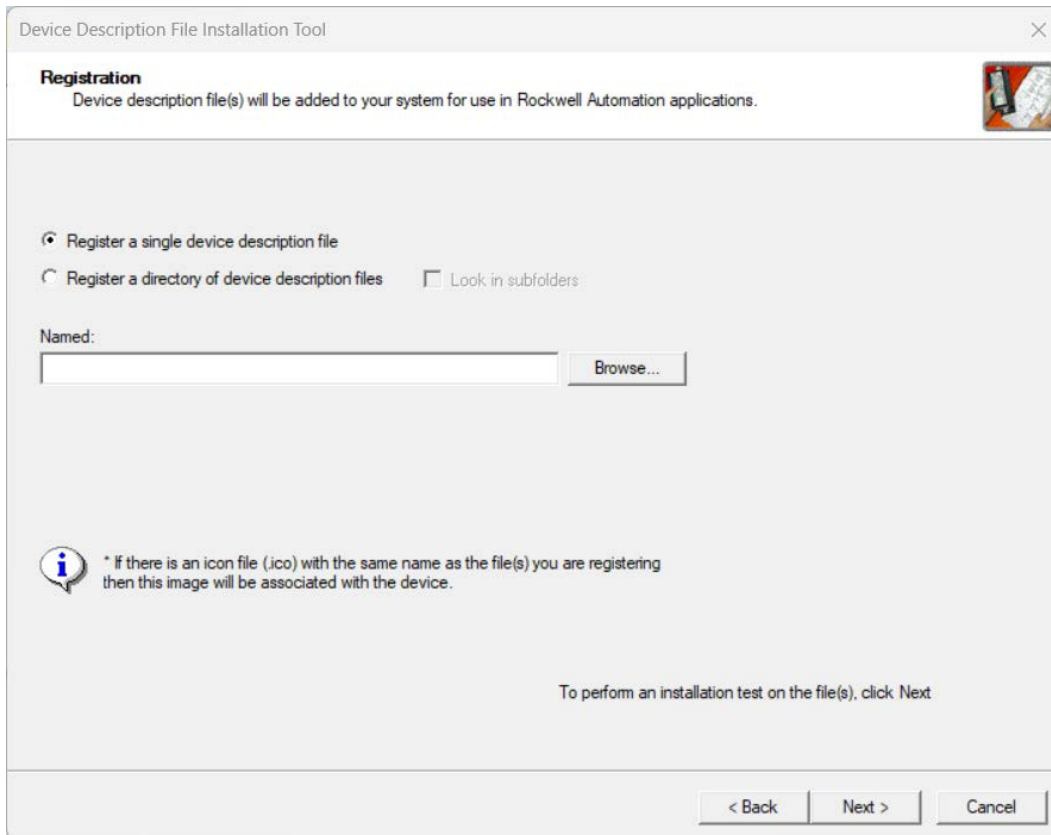 Device Description File Installation Tool
Registration
Device description file(s) will be added to your system for use in Rockwell Automation applications.
Register a single device description file
Register a directory of device description files Look in subfolders
Named:
Browse...
* If there is an icon file (.ico) with the same name as the file(s) you are registering
then this image will be associated with the device.
To perform an installation test on the file(s), click Next
< Back Next > Cancel